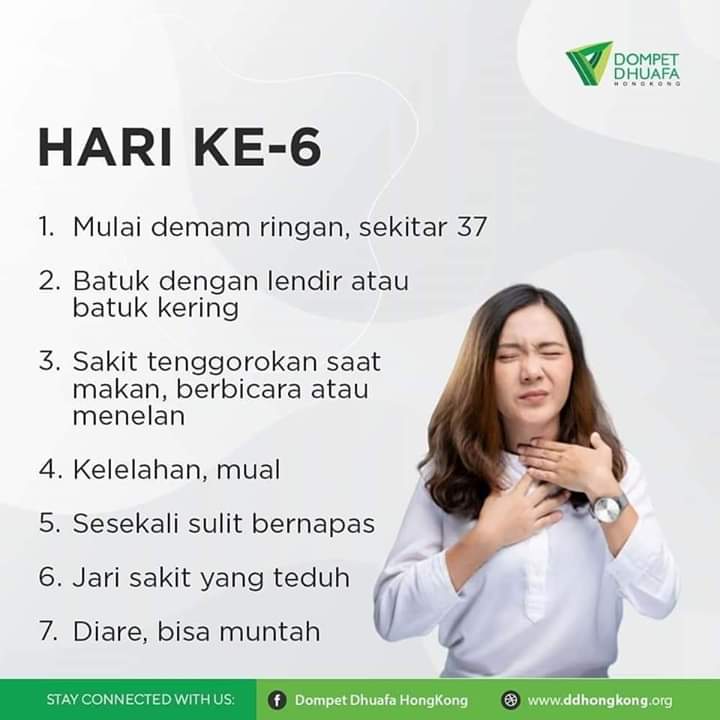 DOMPET
DHUAFA
HONGKONG
HARI KE-6
1. Mulai demam ringan, sekitar 37
2. Batuk dengan lendir atau
batuk kering
3. Sakit tenggorokan saat
makan, berbicara atau
menelan
4. Kelelahan, mual
5. Sesekali sulit bernapas
6. Jari sakit yang teduh
7. Diare, bisa muntah
STAY CONNECTED WITH US: Dompet Dhuafa HongKong www.ddhongkong.org